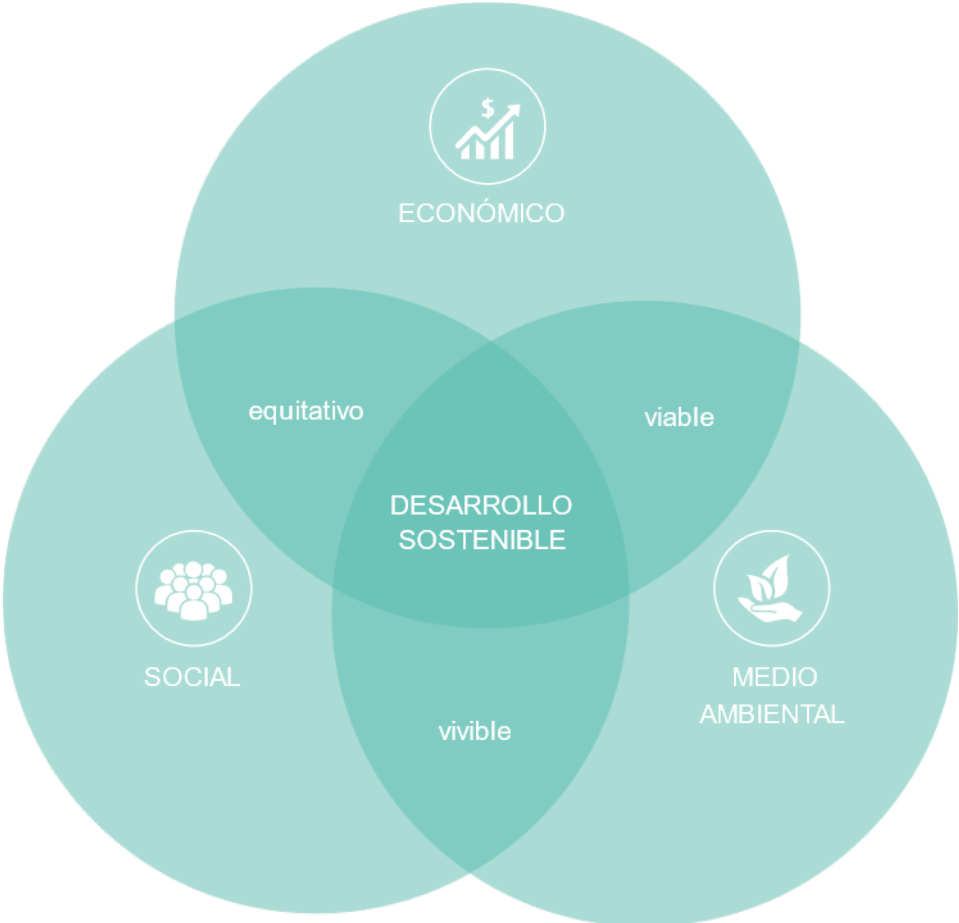 $
ECONÓMICO
equitativo
viable
DESARROLLO
SOSTENIBLE
SOCIAL
MEDIO
AMBIENTAL
vivible